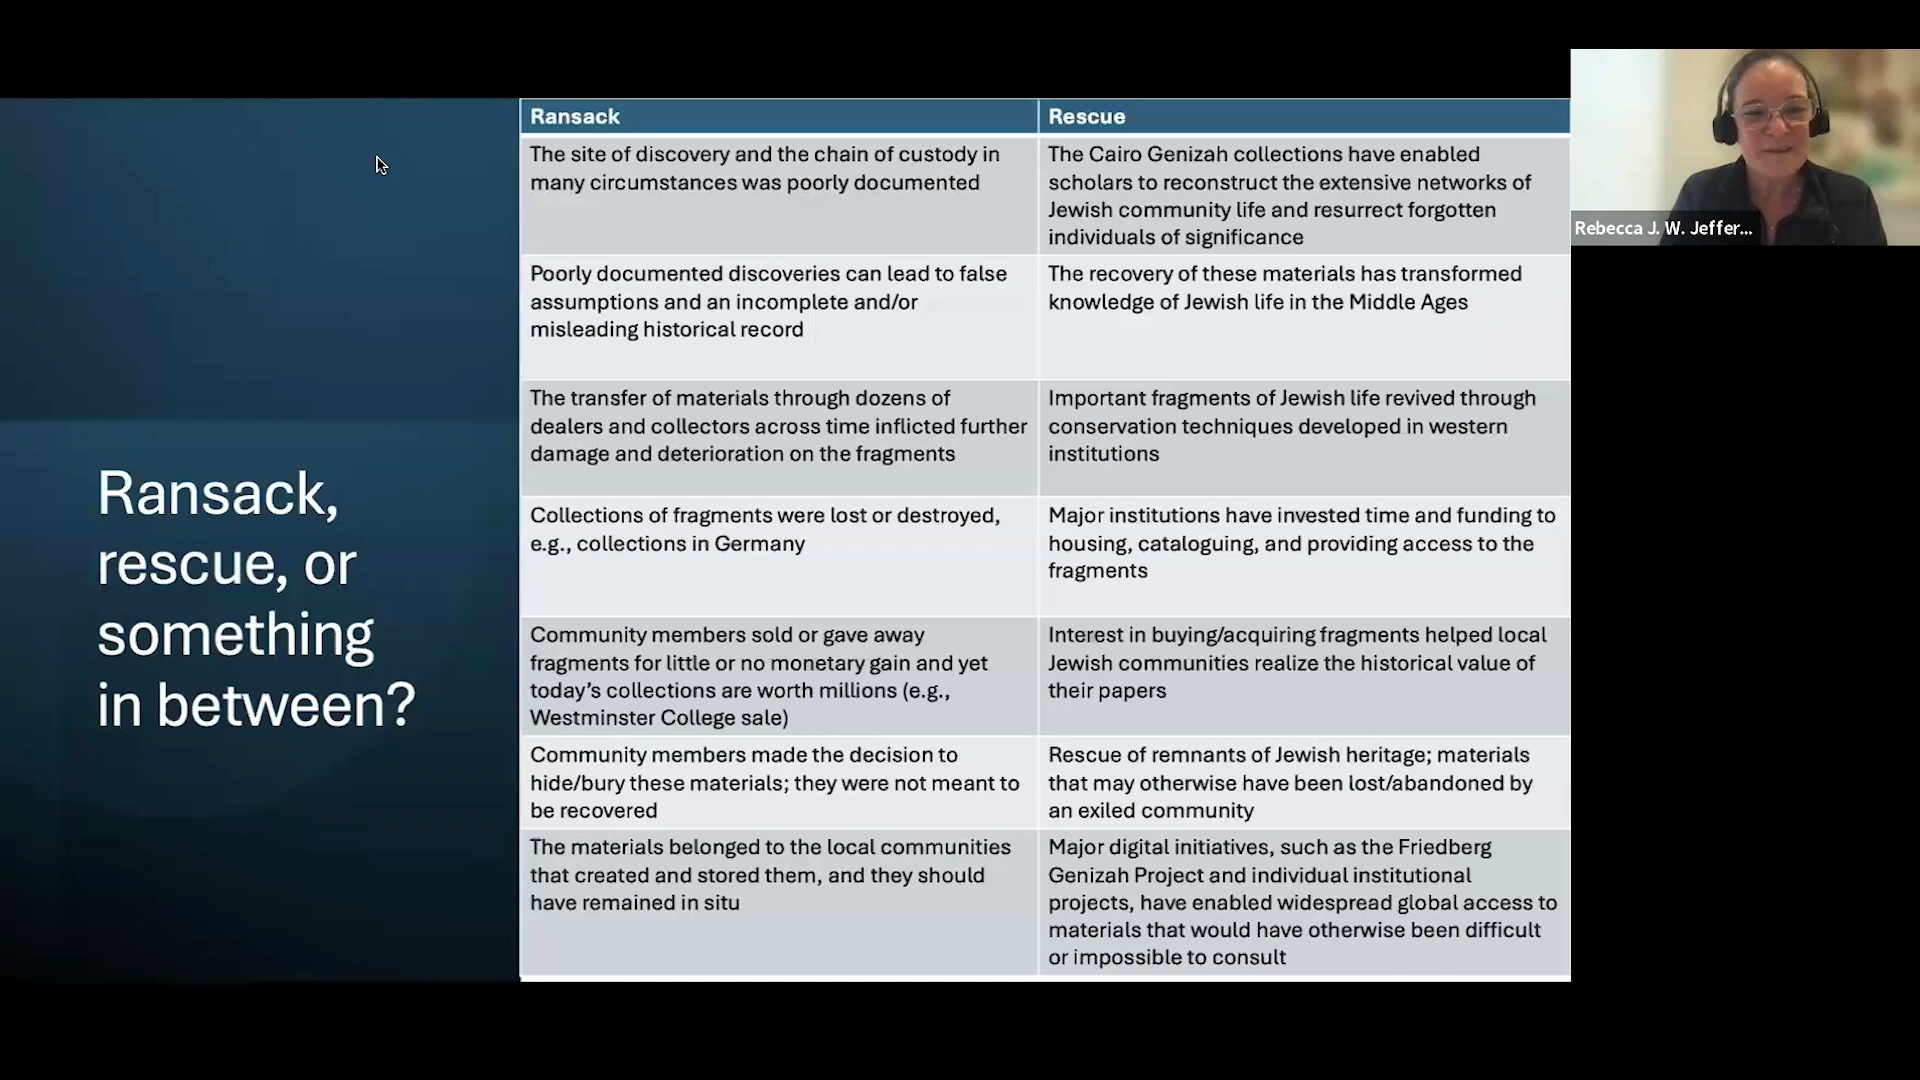 Ransack,
rescue, or
something
in between?
Ransack
Rescue
The site of discovery and the chain of custody in
many circumstances was poorly documented
The Cairo Genizah collections have enabled
scholars to reconstruct the extensive networks of
Jewish community life and resurrect forgotten
individuals of significance
Poorly documented discoveries can lead to false
assumptions and an incomplete and/or
misleading historical record
The recovery of these materials has transformed
knowledge of Jewish life in the Middle Ages
The transfer of materials through dozens of
dealers and collectors across time inflicted further
damage and deterioration on the fragments
Important fragments of Jewish life revived through
conservation techniques developed in western
institutions
Collections of fragments were lost or destroyed,
e.g., collections in Germany
Major institutions have invested time and funding to
housing, cataloguing, and providing access to the
fragments
Community members sold or gave away
fragments for little or no monetary gain and yet
today’s collections are worth millions (e.g.,
Westminster College sale)
Interest in buying/acquiring fragments helped local
Jewish communities realize the historical value of
their papers
Community members made the decision to
hide/bury these materials; they were not meant to
be recovered
Rescue of remnants of Jewish heritage; materials
that may otherwise have been lost/abandoned by
an exiled community
The materials belonged to the local communities
that created and stored them, and they should
have remained in situ
Major digital initiatives, such as the Friedberg
Genizah Project and individual institutional
projects, have enabled widespread global access to
materials that would have otherwise been difficult
or impossible to consult
Rebecca J. W. Jeffer...